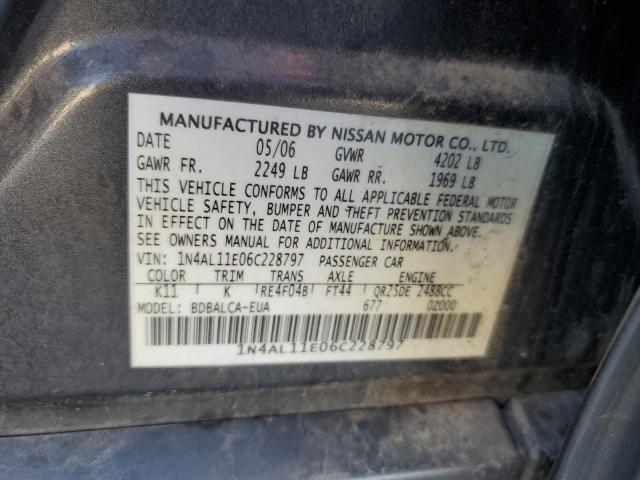 MANUFACTURED BY NISSAN MOTOR CO., LTD.
DATE 05/06 GVWR 4202 LB
GAWR FR. 2249 LB GAWR RR. 1969 LB
THIS VEHICLE CONFORMS TO ALL APPLICABLE FEDERAL MOTOR
VEHICLE SAFETY, BUMPER AND THEFT PREVENTION STANDARDS
IN EFFECT ON THE DATE OF MANUFACTURE SHOWN ABOVE.
SEE OWNERS MANUAL FOR ADDITIONAL INFORMATION.
VIN: 1N4AL11E06C228797 PASSENGER CAR
COLOR TRIM TRANS AXLE ENGINE
K11 K RE4F04B FT44 QR25DE 2488CC
MODEL: BDBALCA-EUA 677 02000
1N4AL11E06C228797